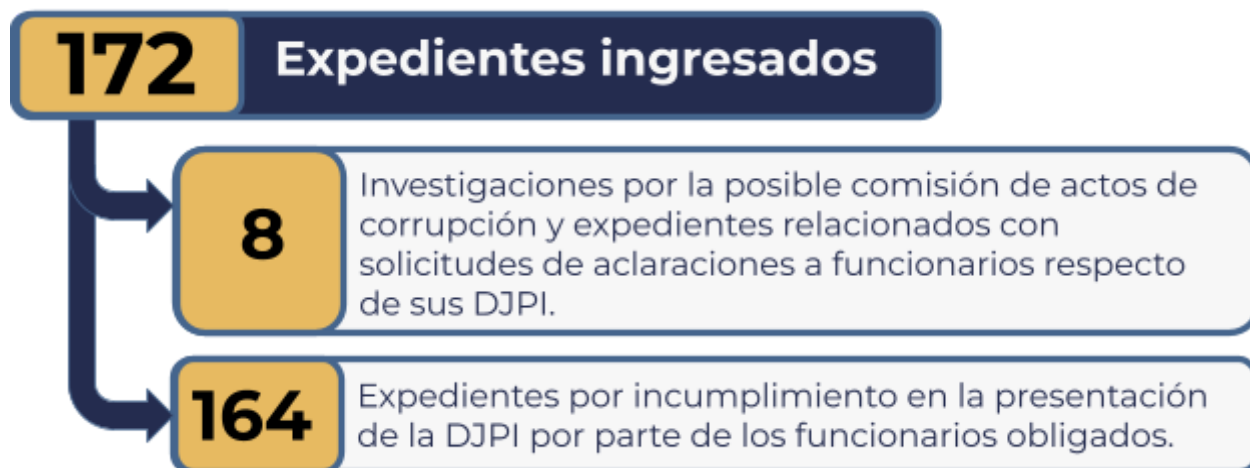 172
Expedientes ingresados
8
Investigaciones por la posible comisión de actos de
corrupción y expedientes relacionados con
solicitudes de aclaraciones a funcionarios respecto
de sus DJPI.
164
Expedientes por incumplimiento en la presentación
de la DJPI por parte de los funcionarios obligados.